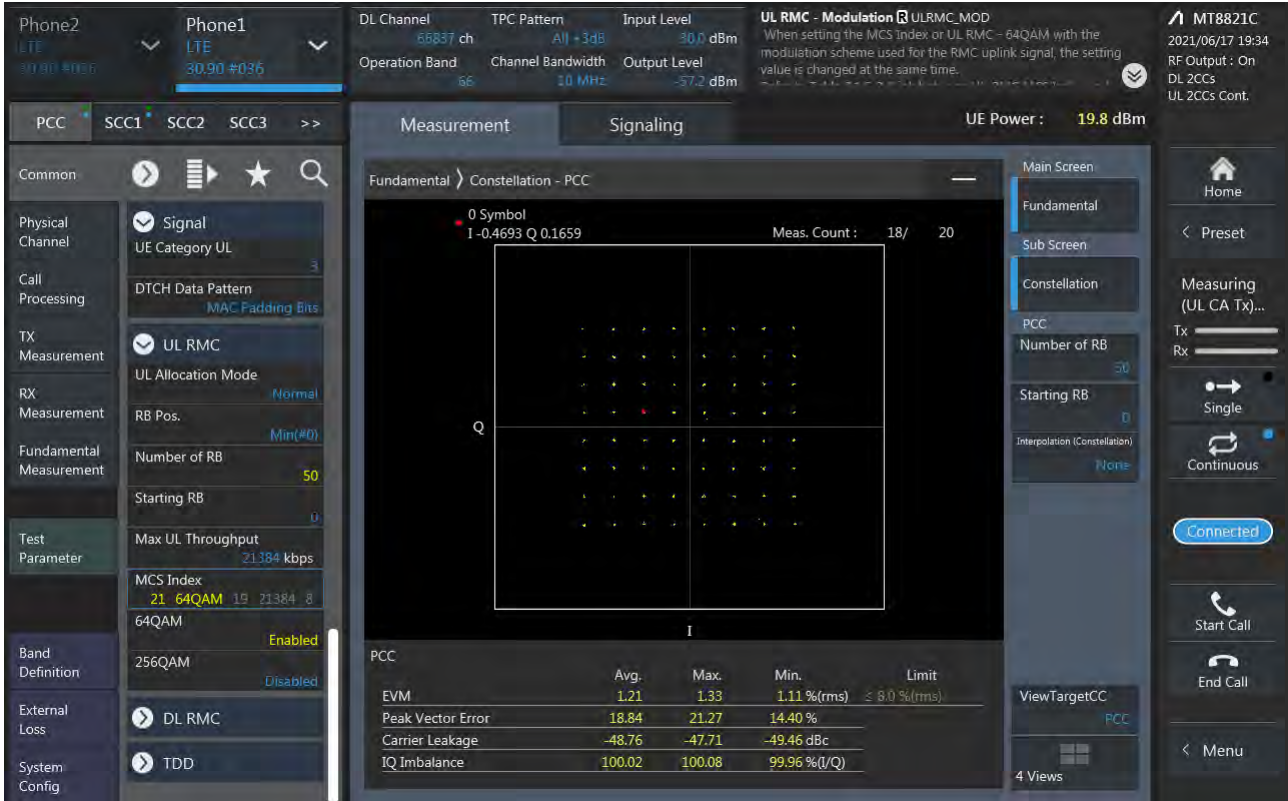 Phone2
LTE
30.90 #036
Phone1
LTE
30.90 #036
DL Channel
65837 ch
TPC Pattern
All +3dB
Input Level
30.0 dBm
Operation Band
66
Channel Bandwidth
10 MHz
Output Level
-57.2 dBm
UL RMC - Modulation R ULRMC_MOD
When setting the MCS Index or UL RMC - 64QAM with the
modulation scheme used for the RMC uplink signal, the setting
value is changed at the same time.
MT8821C
2021/06/17 19:34
RF Output : On
DL 2CCs
UL 2CCs Cont.
PCC SCC1 SCC2 SCC3 >>
Measurement
Signaling
UE Power : 19.8 dBm
Common
Physical
Channel
Call
Processing
TX
Measurement
RX
Measurement
Fundamental
Measurement
Test
Parameter
Band
Definition
External
Loss
System
Config
Signal
UE Category UL
3
DTCH Data Pattern
MAC Padding Bits
UL RMC
UL Allocation Mode
Normal
RB Pos.
Min(#0)
Number of RB
50
Starting RB
0
Max UL Throughput
21384 kbps
MCS Index
21 64QAM 19 21384 8
64QAM
Enabled
256QAM
Disabled
DL RMC
TDD
Fundamental > Constellation - PCC
0 Symbol
I -0.4693 Q 0.1659
Meas. Count : 18/ 20
Q
I
PCC
Avg. Max. Min. Limit
EVM 1.21 1.33 1.11 %(rms) ≤ 8.0 %(rms)
Peak Vector Error 18.84 21.27 14.40 %
Carrier Leakage -48.76 -47.71 -49.46 dBc
IQ Imbalance 100.02 100.08 99.96 %(I/Q)
Main Screen
Fundamental
Sub Screen
Constellation
PCC
Number of RB
50
Starting RB
0
Interpolation (Constellation)
None
ViewTargetCC
PCC
4 Views
Home
< Preset
Measuring
(UL CA Tx)...
Tx
Rx
Single
Continuous
Connected
Start Call
End Call
< Menu